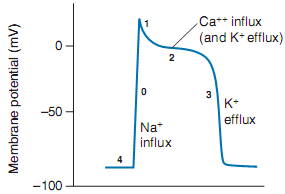 Membrane potential (mV)
0
−50
−100
1
Ca++ influx
(and K+ efflux)
2
0
3
K+
efflux
Na+
influx
4